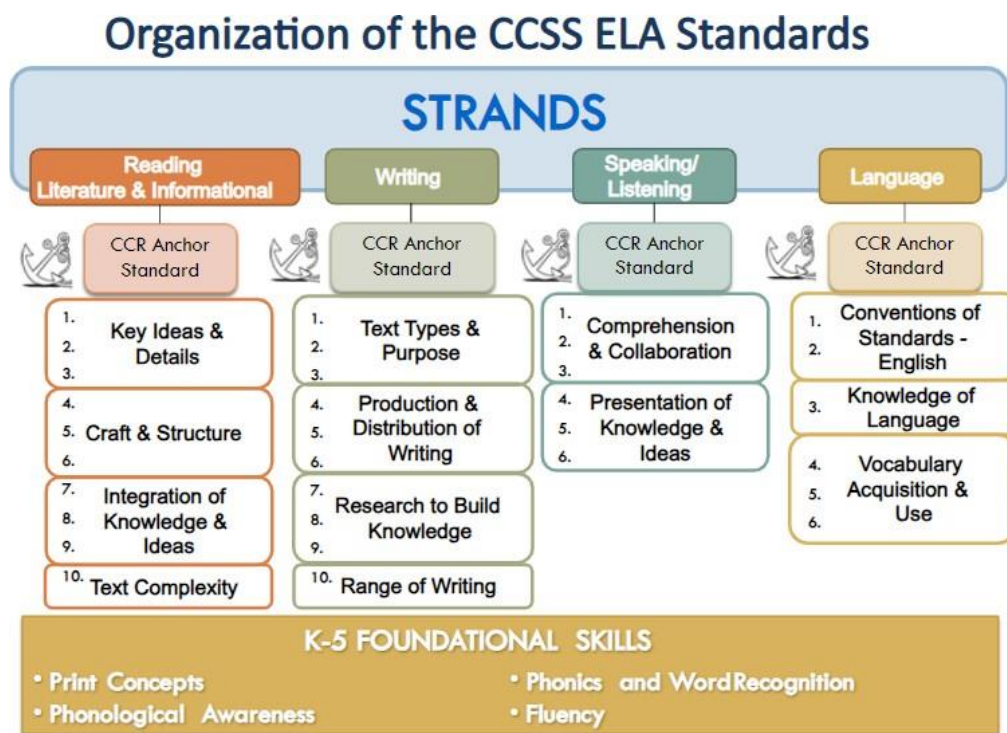 Organization of the CCSS ELA Standards
STRANDS
Reading
Literature & Informational
Writing
Speaking/
Listening
Language
CCR Anchor
Standard
CCR Anchor
Standard
CCR Anchor
Standard
CCR Anchor
Standard
1.
2.
3.
Key Ideas &
Details
4.
5.
6.
Craft & Structure
7.
8.
9.
Integration of
Knowledge &
Ideas
10.
Text Complexity
1.
2.
3.
Text Types &
Purpose
4.
5.
6.
Production &
Distribution of
Writing
7.
8.
9.
Research to Build
Knowledge
10.
Range of Writing
1.
2.
3.
Comprehension
& Collaboration
4.
5.
6.
Presentation of
Knowledge &
Ideas
1.
2.
Conventions of
Standards -
English
3.
Knowledge of
Language
4.
5.
6.
Vocabulary
Acquisition &
Use
K-5 FOUNDATIONAL SKILLS
• Print Concepts
• Phonological Awareness
• Phonics and WordRecognition
• Fluency